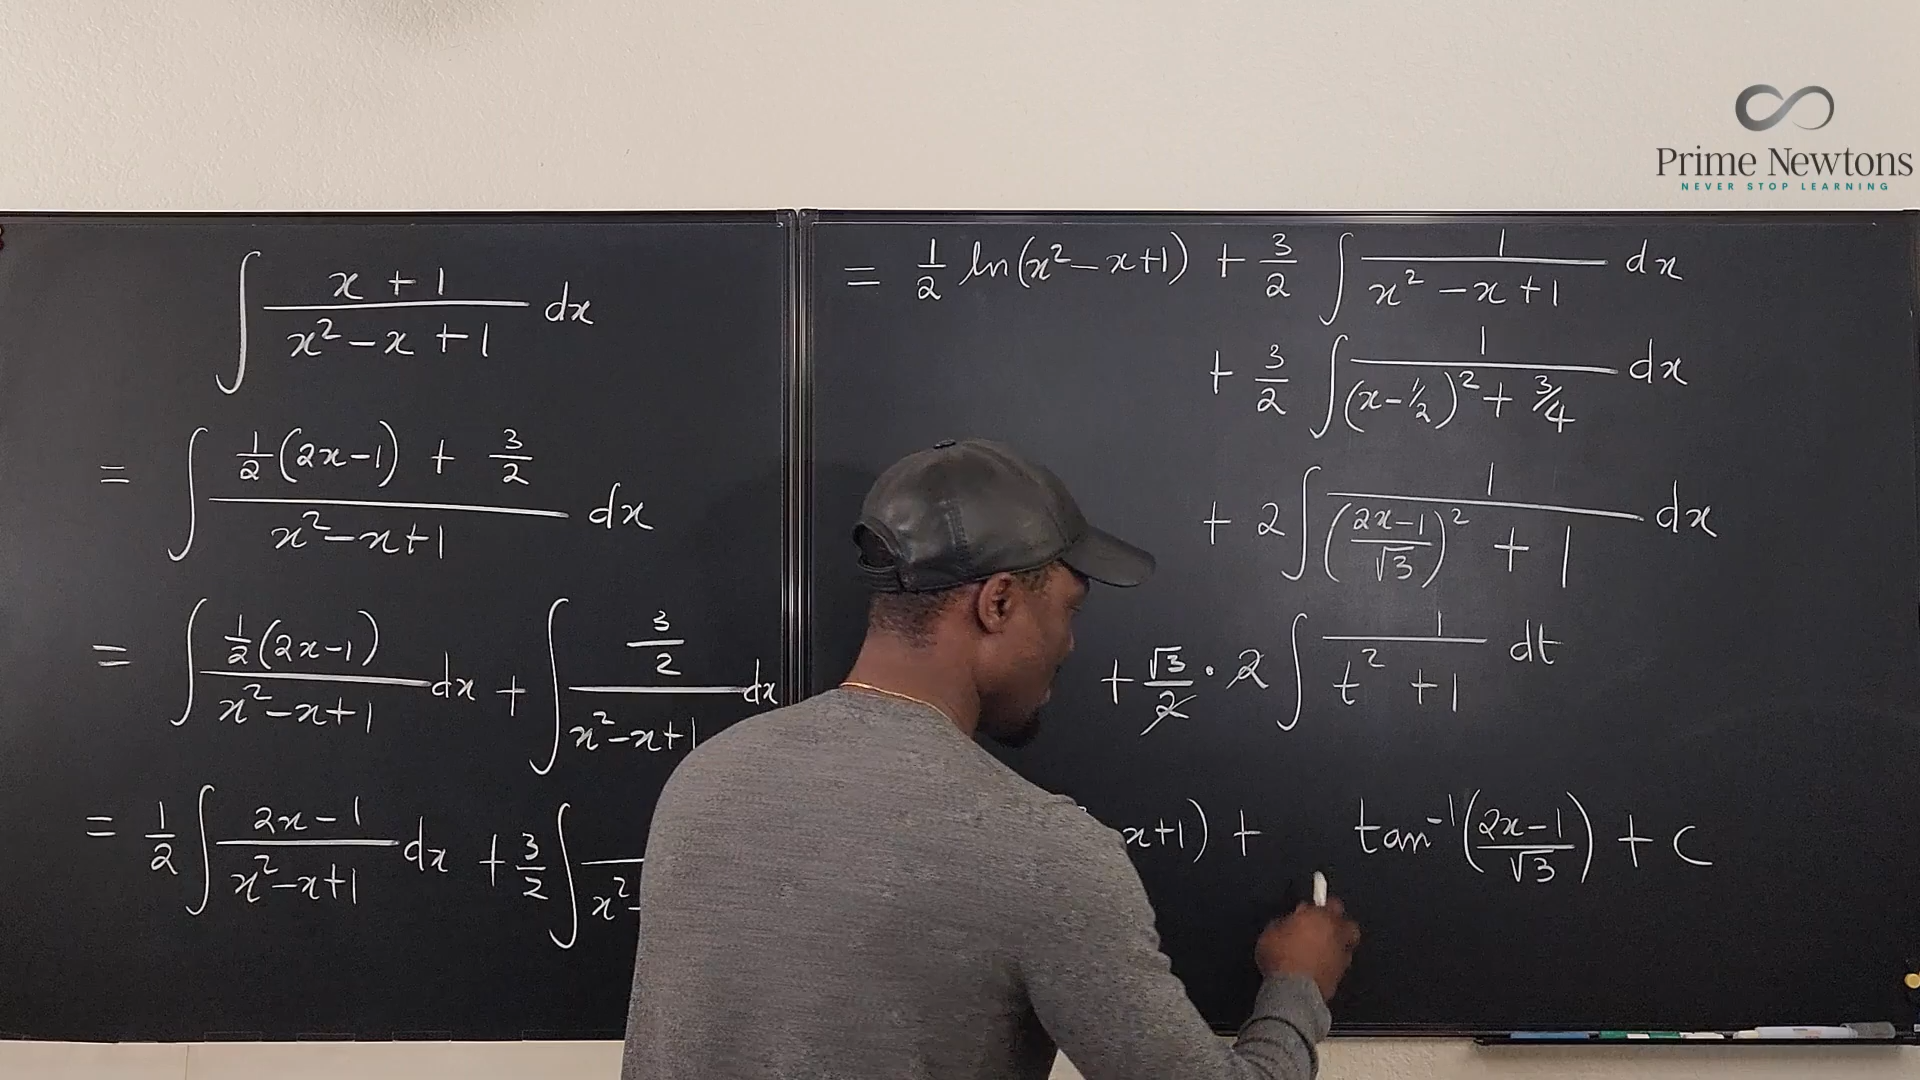 Prime Newtons
NEVER STOP LEARNING
∫ (x + 1)/(x² − x + 1) dx
= ∫ (½(2x−1) + 3/2)/(x² − x + 1) dx
= ∫ ½(2x−1)/(x² − x + 1) dx + ∫ (3/2)/(x² − x + 1) dx
= ½ ∫ (2x − 1)/(x² − x + 1) dx + 3/2 ∫ x² −
= ½ ln(x² − x + 1) + 3/2 ∫ 1/(x² − x + 1) dx
+ 3/2 ∫ 1/((x − ½)² + ¾) dx
+ 2 ∫ 1/(((2x−1)/√3)² + 1) dx
+ √3/2 · 2 ∫ 1/(t² + 1) dt
x+1) + tan⁻¹((2x−1)/√3) + C